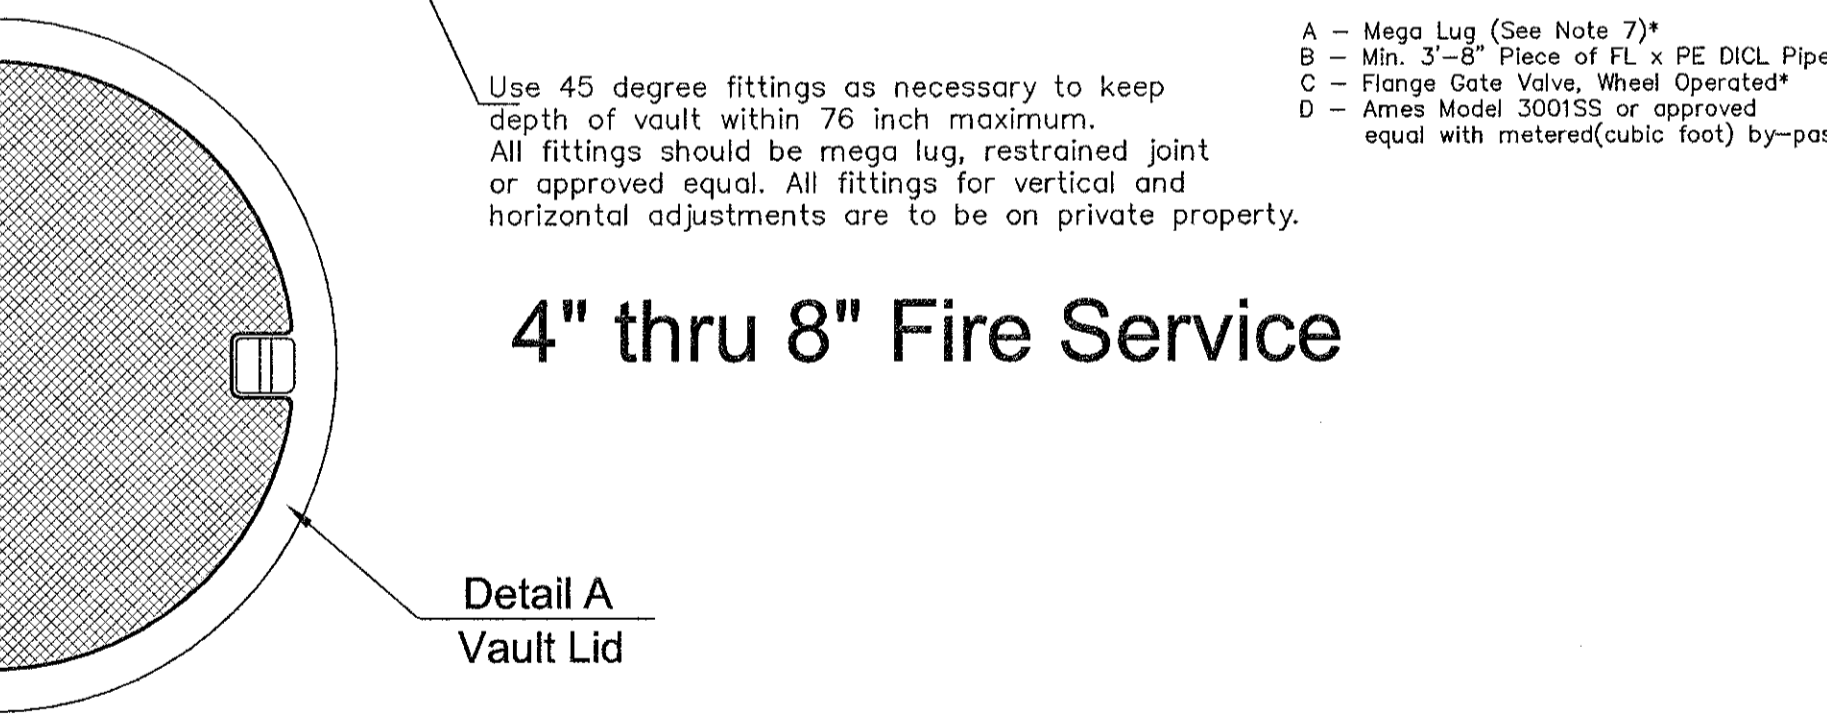 A – Mega Lug (See Note 7)*
B – Min. 3'–8" Piece of FL x PE DICL Pipe
C – Flange Gate Valve, Wheel Operated*
D – Ames Model 3001SS or approved
equal with metered(cubic foot) by–pas
Use 45 degree fittings as necessary to keep
depth of vault within 76 inch maximum.
All fittings should be mega lug, restrained joint
or approved equal. All fittings for vertical and
horizontal adjustments are to be on private property.
4" thru 8" Fire Service
Detail A
Vault Lid